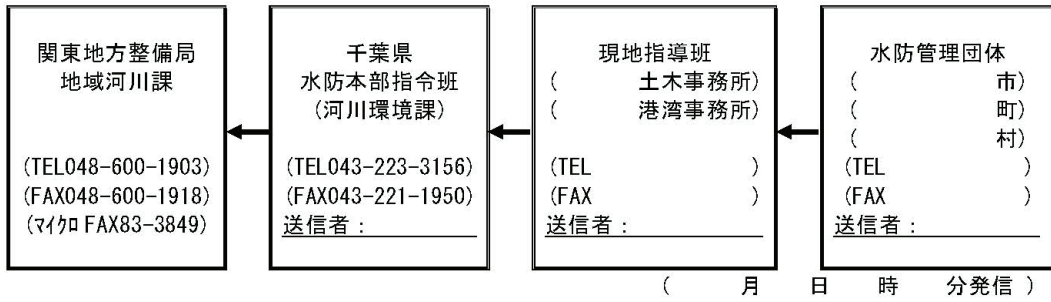 関東地方整備局
地域河川課
(TEL048-600-1903)
(FAX048-600-1918)
(マイクロ FAX83-3849)
千葉県
水防本部指令班
(河川環境課)
(TEL043-223-3156)
(FAX043-221-1950)
送信者：
現地指導班
(　　　土木事務所)
(　　　港湾事務所)
(TEL　　　　　　)
(FAX　　　　　　)
送信者：
水防管理団体
(　　　　　　市)
(　　　　　　町)
(　　　　　　村)
(TEL　　　　　　)
(FAX　　　　　　)
送信者：
(　　　月　　日　　時　　分発信 )